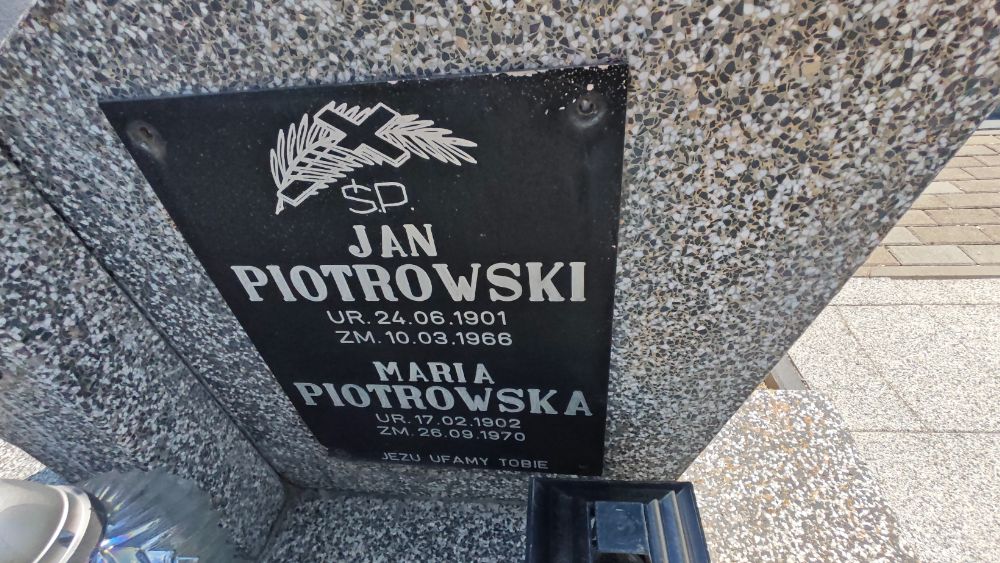 Ś.P.
JAN
PIOTROWSKI
UR. 24.06.1901
ZM. 10.03.1966
MARIA
PIOTROWSKA
UR. 17.02.1902
ZM. 26.09.1970
JEZU UFAMY TOBIE